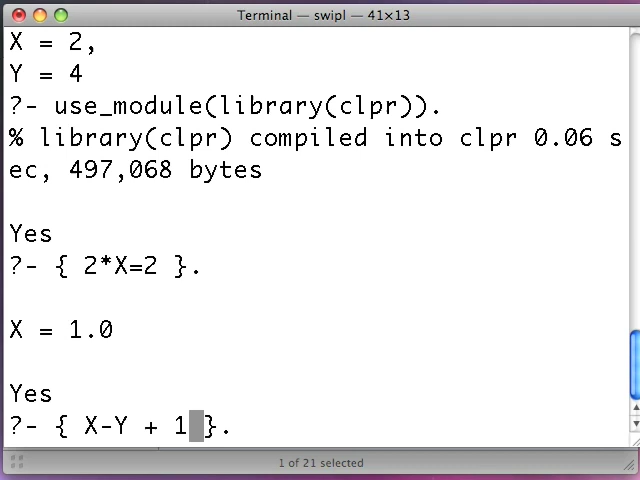 Terminal — swipl — 41×13
X = 2,
Y = 4
?- use_module(library(clpr)).
% library(clpr) compiled into clpr 0.06 s
ec, 497,068 bytes
Yes
?- { 2*X=2 }.
X = 1.0
Yes
?- { X-Y + 1 }.
1 of 21 selected